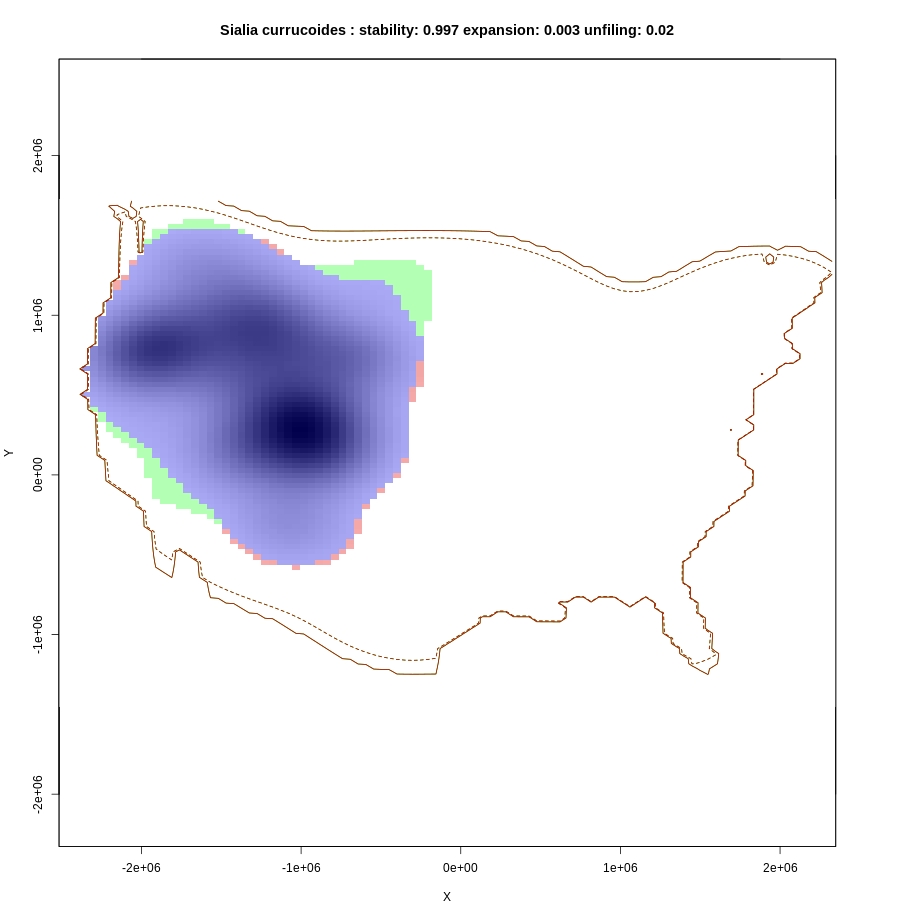 Sialia currucoides : stability: 0.997 expansion: 0.003 unfiling: 0.02
2e+06
1e+06
0e+00
-1e+06
-2e+06
Y
-2e+06 -1e+06 0e+00 1e+06 2e+06
X